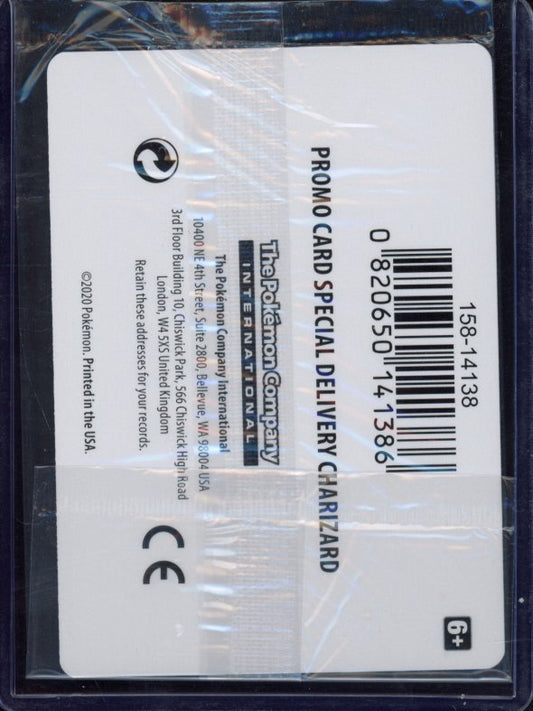 158-14138
0 820650 141386
PROMO CARD SPECIAL DELIVERY CHARIZARD
The Pokémon Company
INTERNATIONAL
The Pokémon Company International
10400 NE 4th Street, Suite 2800, Bellevue, WA 98004 USA
3rd Floor Building 10, Chiswick Park, 566 Chiswick High Road
London, W4 5XS United Kingdom
Retain these addresses for your records.
©2020 Pokémon. Printed in the USA.
CE
6+